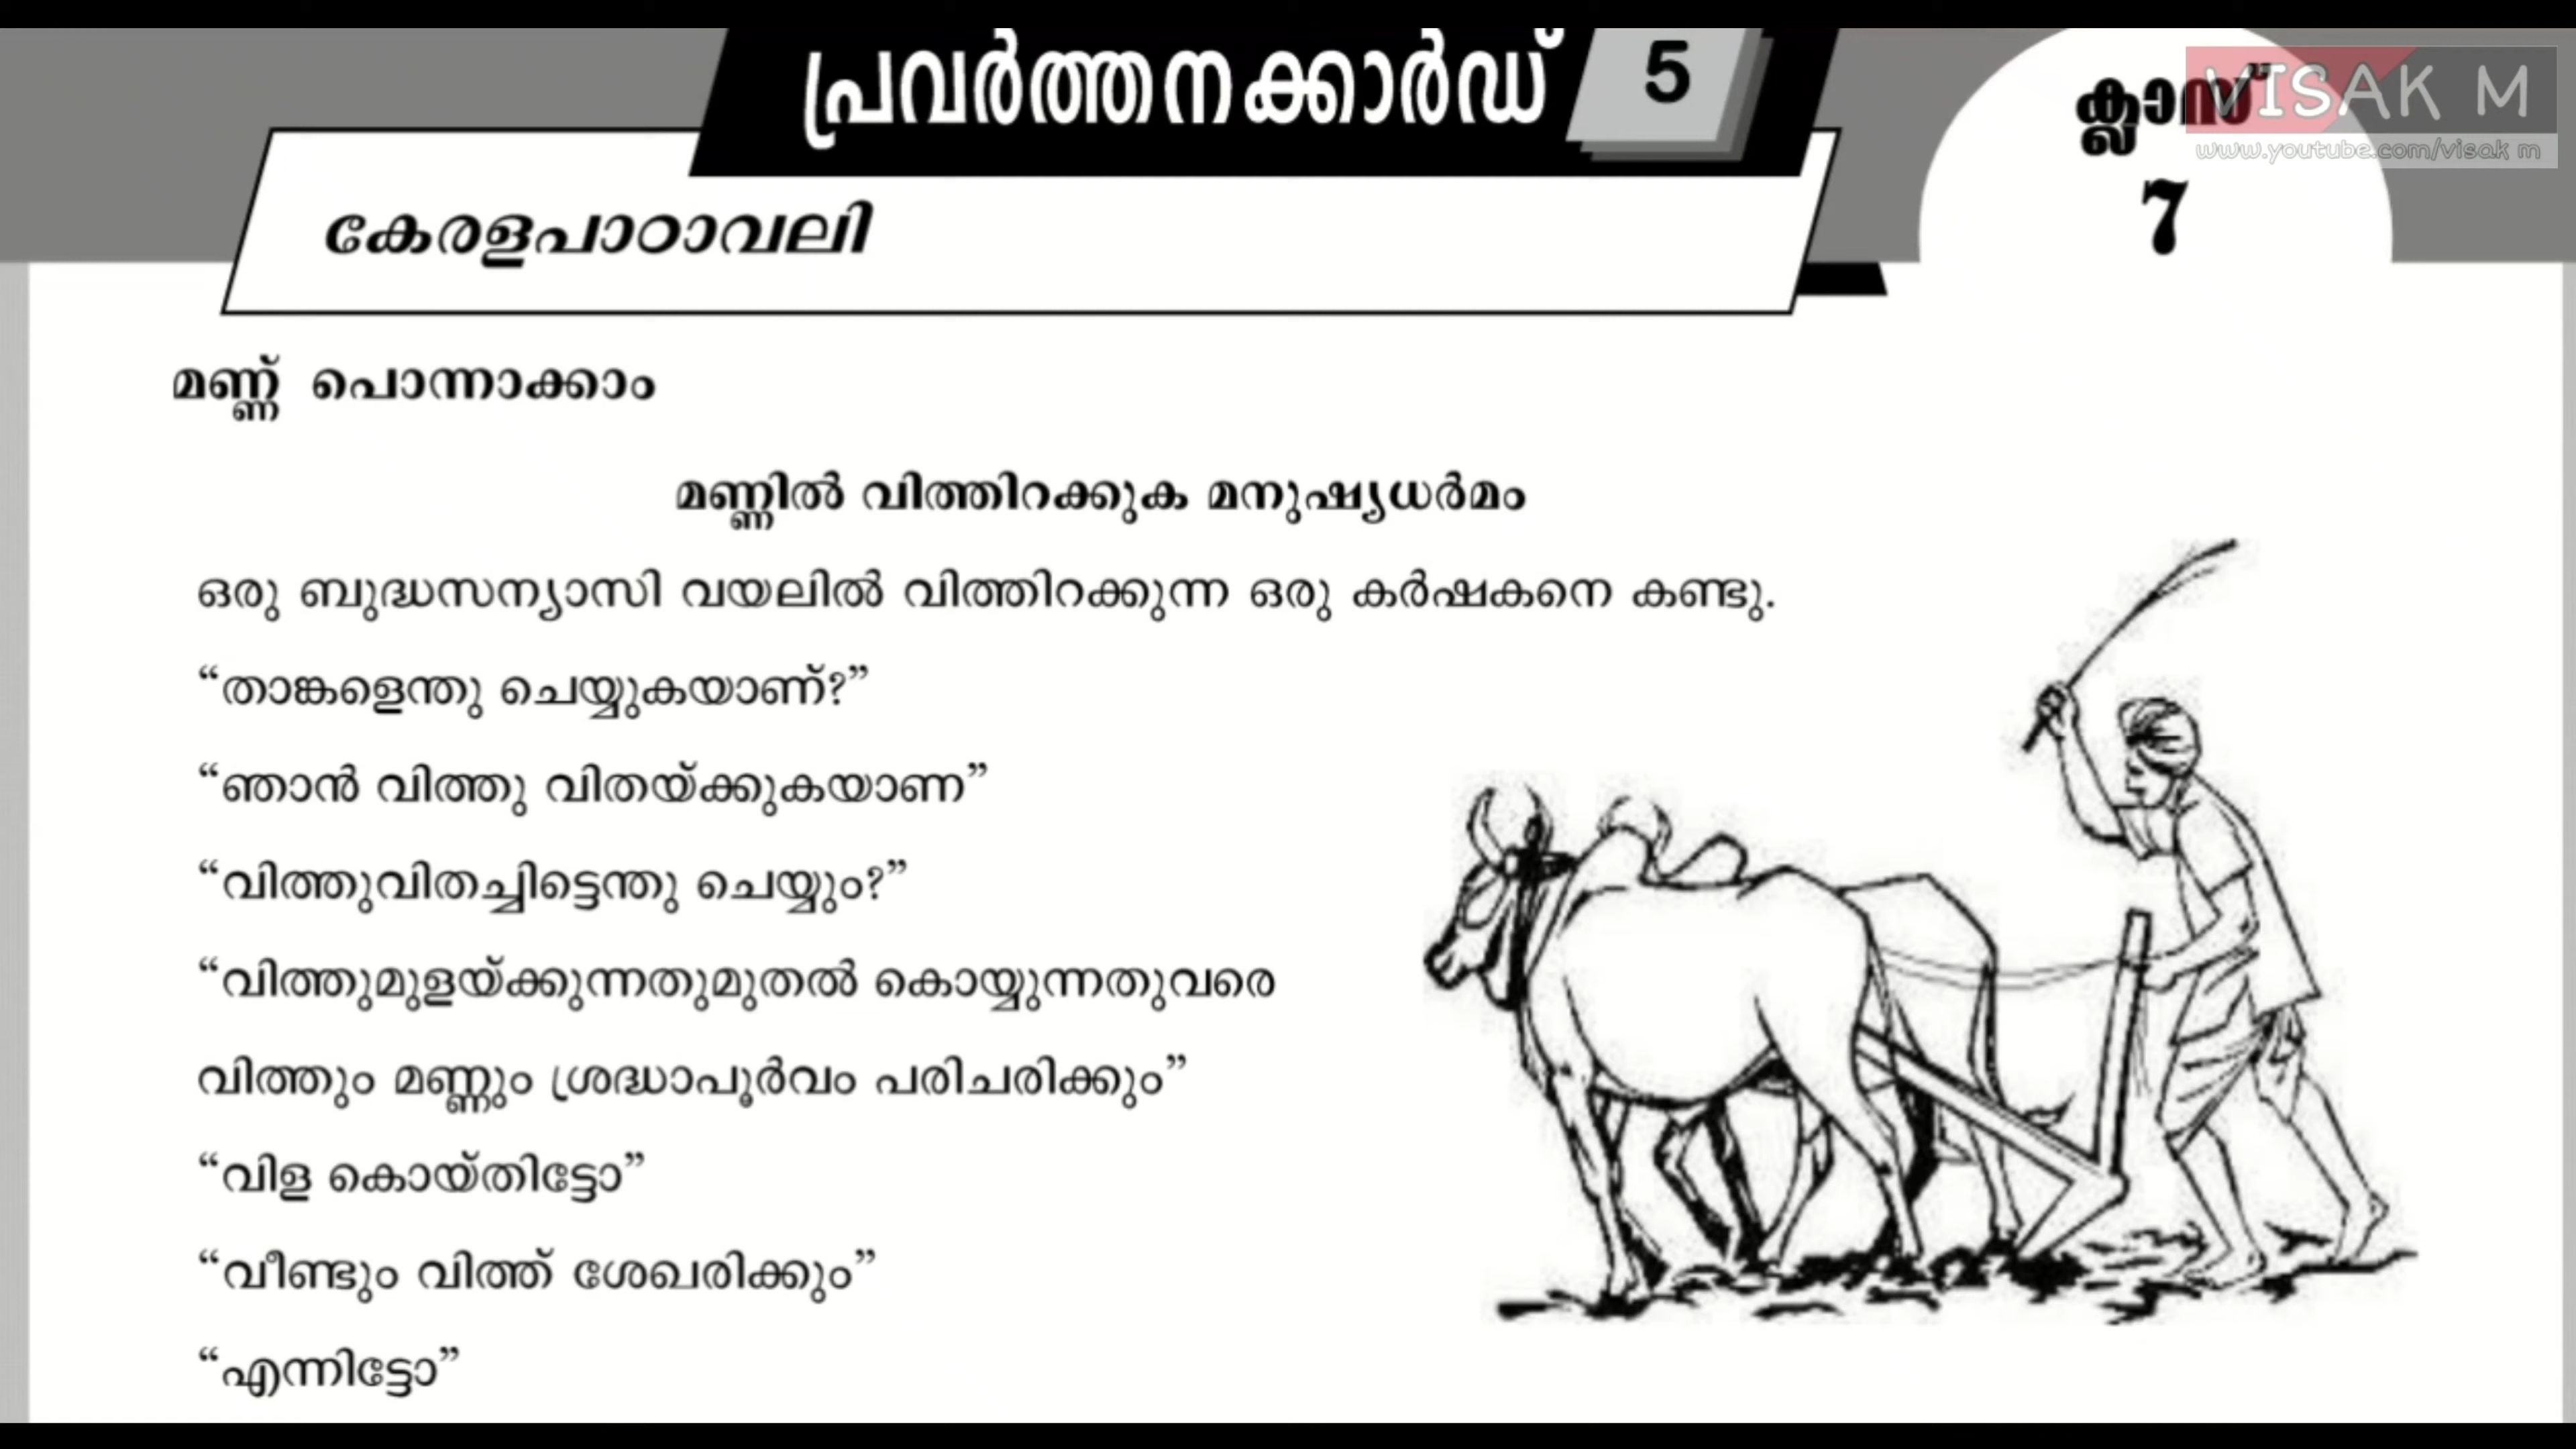 പ്രവർത്തനക്കാർഡ് 5
ക്ലാസ്
7
VISAK M
www.youtube.com/visak m
കേരളപാഠാവലി
മണ്ണ് പൊന്നാക്കാം
മണ്ണിൽ വിത്തിറക്കുക മനുഷ്യധർമം
ഒരു ബുദ്ധസന്യാസി വയലിൽ വിത്തിറക്കുന്ന ഒരു കർഷകനെ കണ്ടു.
“താങ്കളെന്തു ചെയ്യുകയാണ്?”
“ഞാൻ വിത്തു വിതയ്ക്കുകയാണ”
“വിത്തുവിതച്ചിട്ടെന്തു ചെയ്യും?”
“വിത്തുമുളയ്ക്കുന്നതുമുതൽ കൊയ്യുന്നതുവരെ
വിത്തും മണ്ണും ശ്രദ്ധാപൂർവം പരിചരിക്കും”
“വിള കൊയ്തിട്ടോ”
“വീണ്ടും വിത്ത് ശേഖരിക്കും”
“എന്നിട്ടോ”